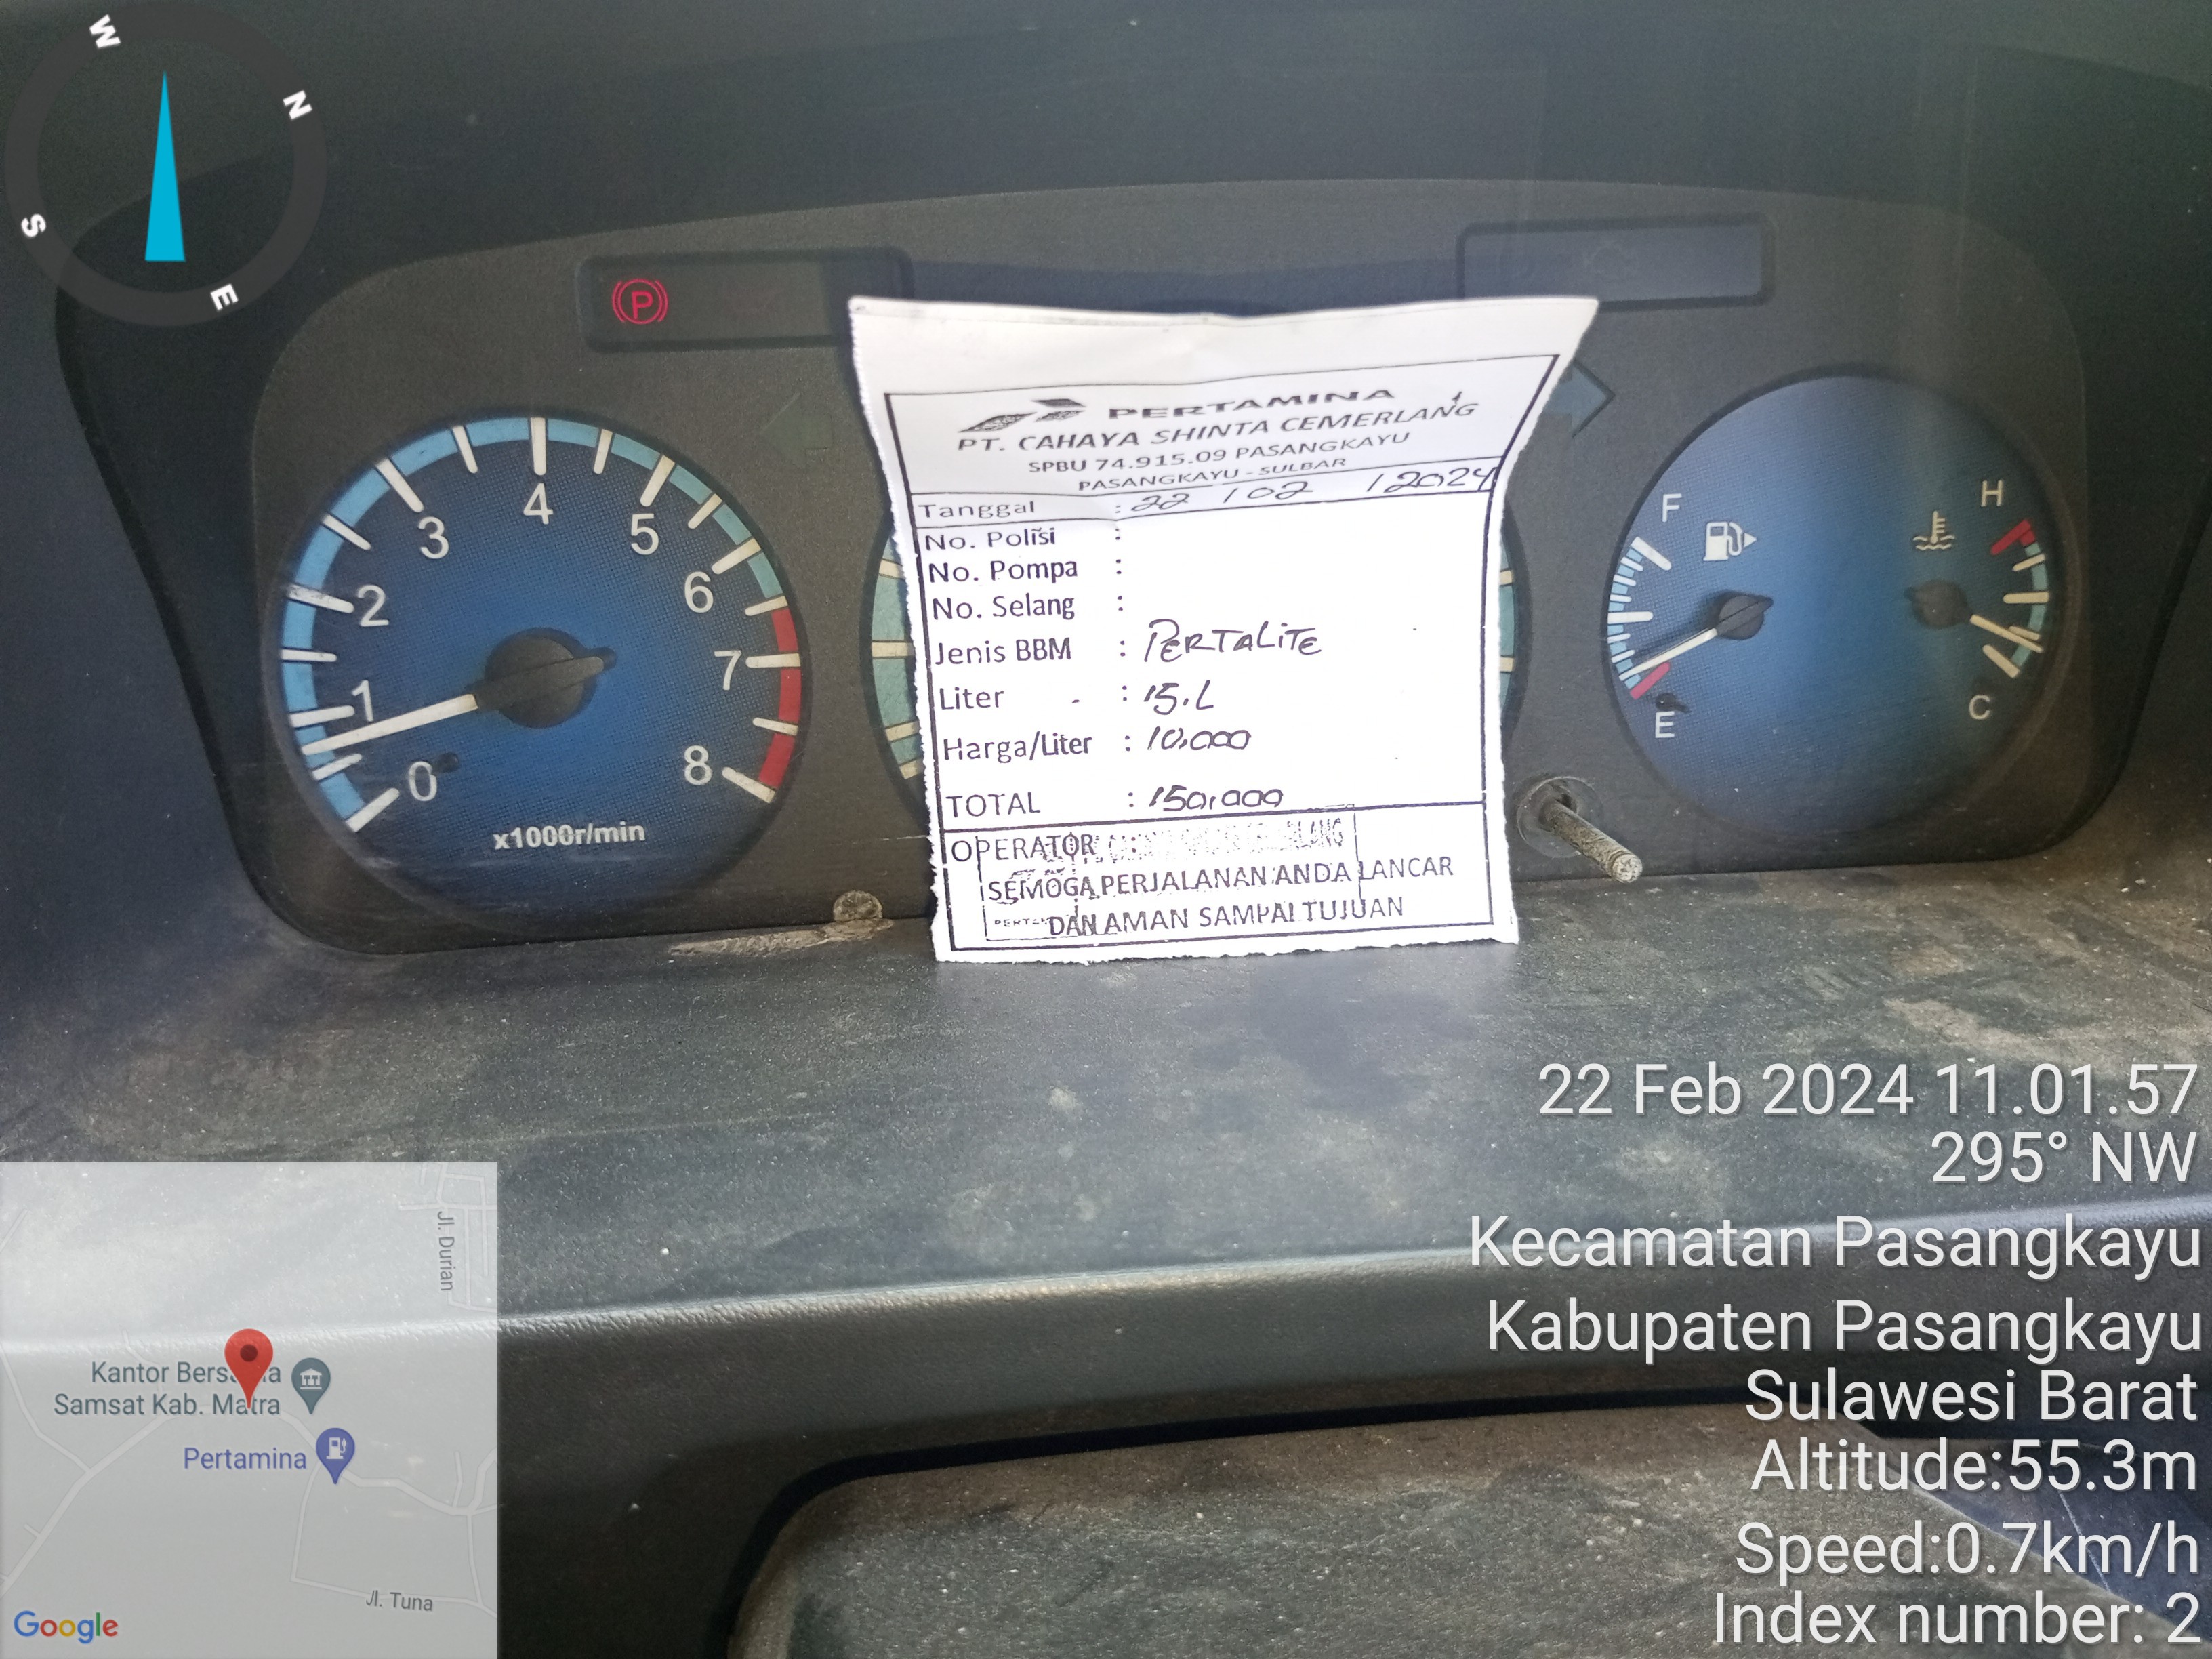 W
N
S
E
P
PERTAMINA
PT. CAHAYA SHINTA CEMERLANG
SPBU 74.915.09 PASANGKAYU
PASANGKAYU - SULBAR
Tanggal : 22 / 02 / 2024
No. Polisi :
No. Pompa :
No. Selang :
Jenis BBM : PERTALITE
Liter : 15.L
Harga/Liter : 10,000
TOTAL : 150,000
OPERATOR
SEMOGA PERJALANAN ANDA LANCAR
DAN AMAN SAMPAI TUJUAN
0
1
2
3
4
5
6
7
8
x1000r/min
F
E
H
C
22 Feb 2024 11.01.57
295° NW
Kecamatan Pasangkayu
Kabupaten Pasangkayu
Sulawesi Barat
Altitude:55.3m
Speed:0.7km/h
Index number: 2
Jl. Durian
Kantor Bersama
Samsat Kab. Matra
Pertamina
Jl. Tuna
Google